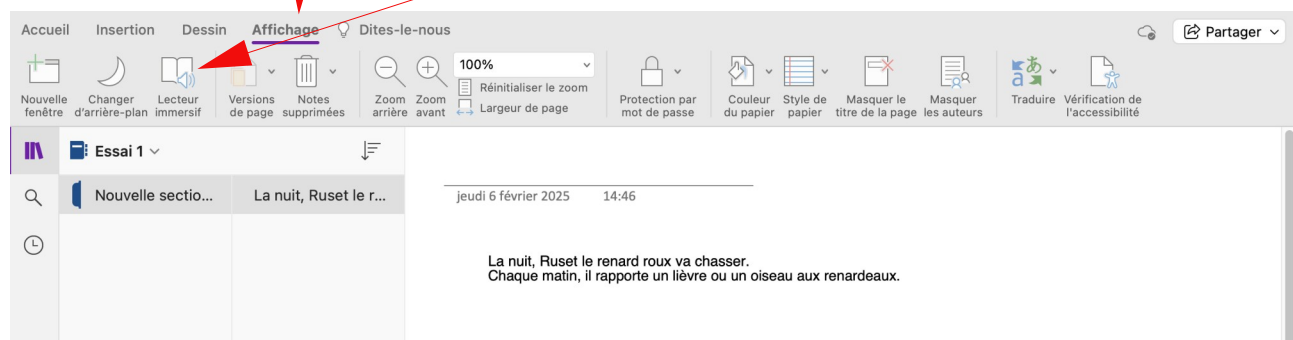 Accueil Insertion Dessin Affichage Dites-le-nous Partager
Nouvelle fenêtre
Changer d'arrière-plan
Lecteur immersif
Versions de page
Notes supprimées
Zoom arrière
Zoom avant
100%
Réinitialiser le zoom
Largeur de page
Protection par mot de passe
Couleur du papier
Style de papier
Masquer le titre de la page
Masquer les auteurs
あ
a
Traduire
Vérification de l'accessibilité
Essai 1
Nouvelle sectio... La nuit, Ruset le r...
jeudi 6 février 2025 14:46
La nuit, Ruset le renard roux va chasser.
Chaque matin, il rapporte un lièvre ou un oiseau aux renardeaux.